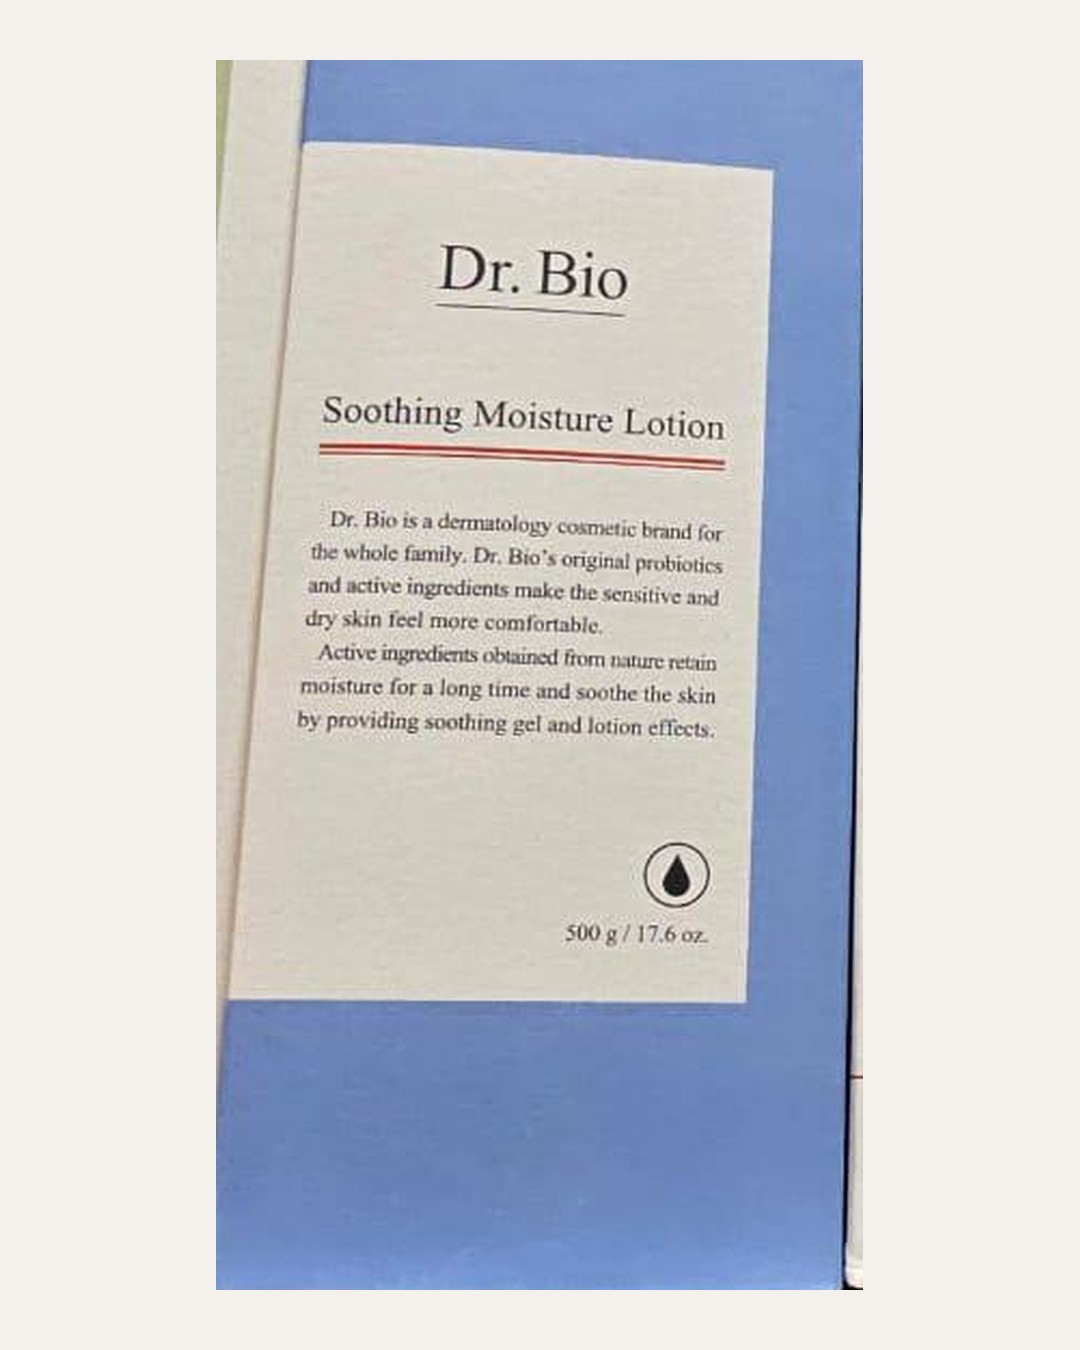 Dr. Bio
Soothing Moisture Lotion
Dr. Bio is a dermatology cosmetic brand for
the whole family. Dr. Bio's original probiotics
and active ingredients make the sensitive and
dry skin feel more comfortable.
Active ingredients obtained from nature retain
moisture for a long time and soothe the skin
by providing soothing gel and lotion effects.
500 g / 17.6 oz.